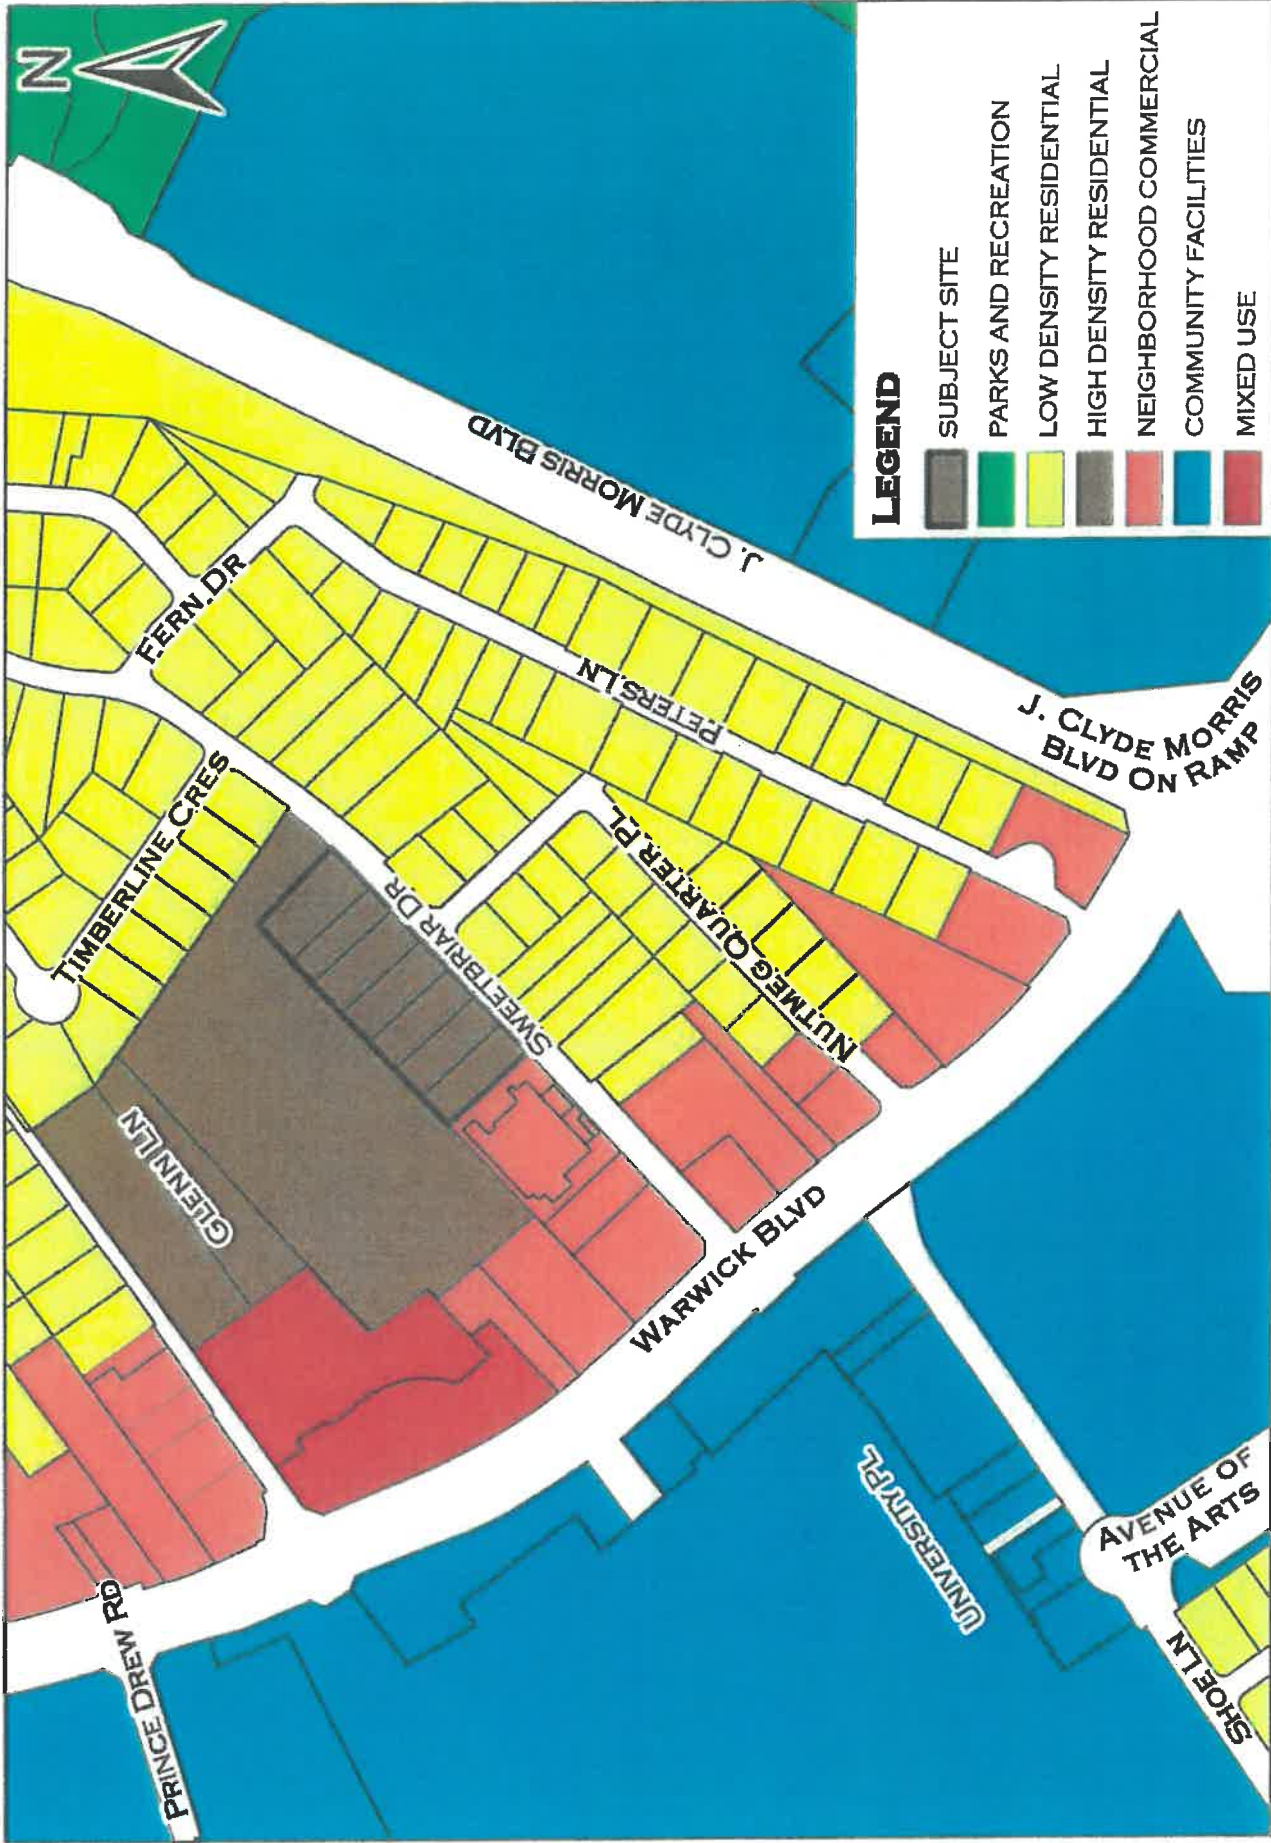 N
J. CLYDE MORRIS BLVD
FERN DR
TIMBERLINE CRES
PETERS LN
SWEETBRIAR DR
NUTMEG QUARTER PL
GLENN LN
J. CLYDE MORRIS
BLVD ON RAMP
WARWICK BLVD
UNIVERSITY PL
AVENUE OF
THE ARTS
SHOE LN
PRINCE DREW RD
LEGEND
SUBJECT SITE
PARKS AND RECREATION
LOW DENSITY RESIDENTIAL
HIGH DENSITY RESIDENTIAL
NEIGHBORHOOD COMMERCIAL
COMMUNITY FACILITIES
MIXED USE